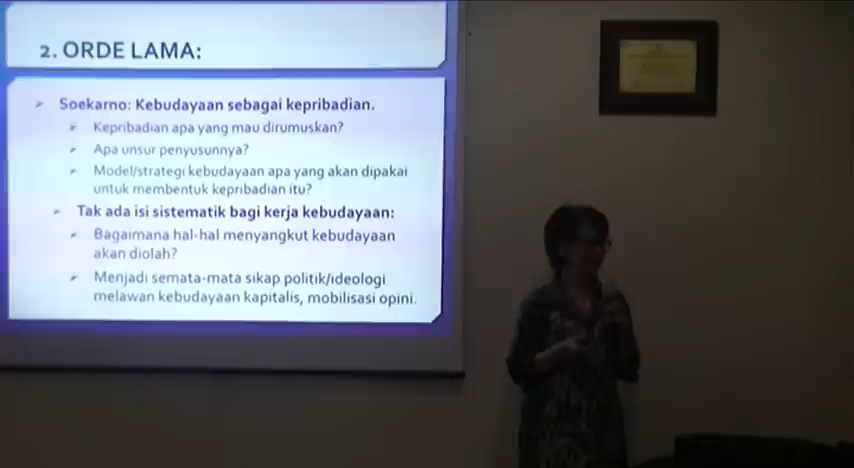 2. ORDE LAMA:
Soekarno: Kebudayaan sebagai kepribadian.
Kepribadian apa yang mau dirumuskan?
Apa unsur penyusunnya?
Model/strategi kebudayaan apa yang akan dipakai
untuk membentuk kepribadian itu?
Tak ada isi sistematik bagi kerja kebudayaan:
Bagaimana hal-hal menyangkut kebudayaan
akan diolah?
Menjadi semata-mata sikap politik/ideologi
melawan kebudayaan kapitalis, mobilisasi opini.